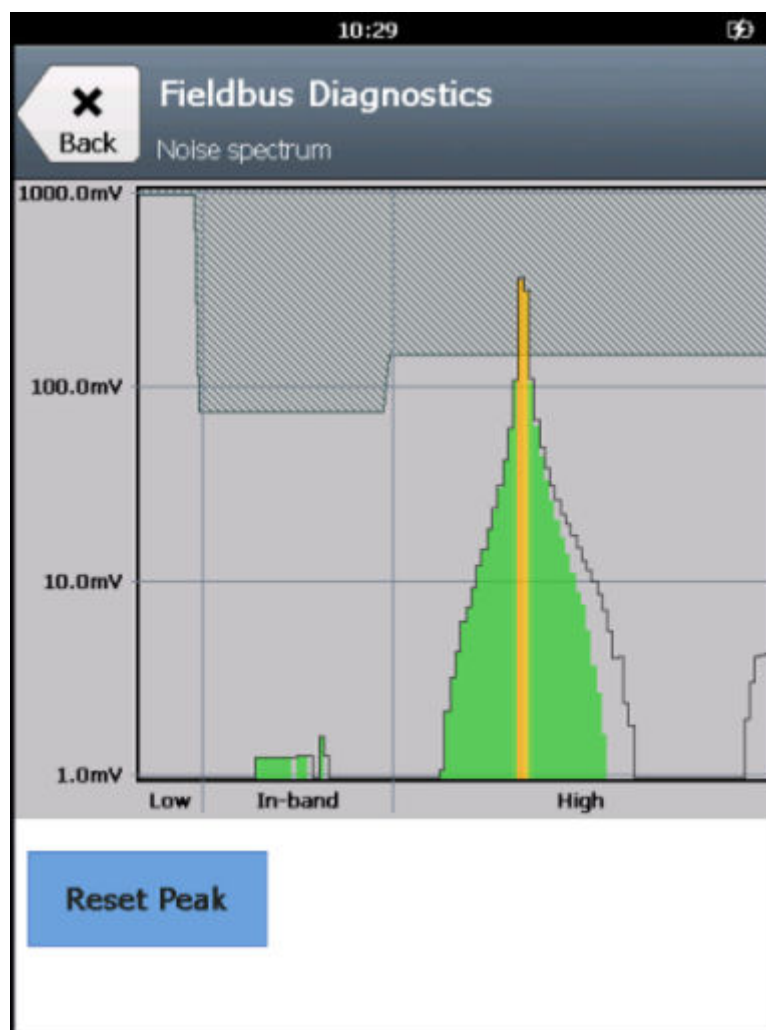 10:29
Fieldbus Diagnostics
Back
Noise spectrum
1000.0mV
100.0mV
10.0mV
1.0mV
Low In-band High
Reset Peak